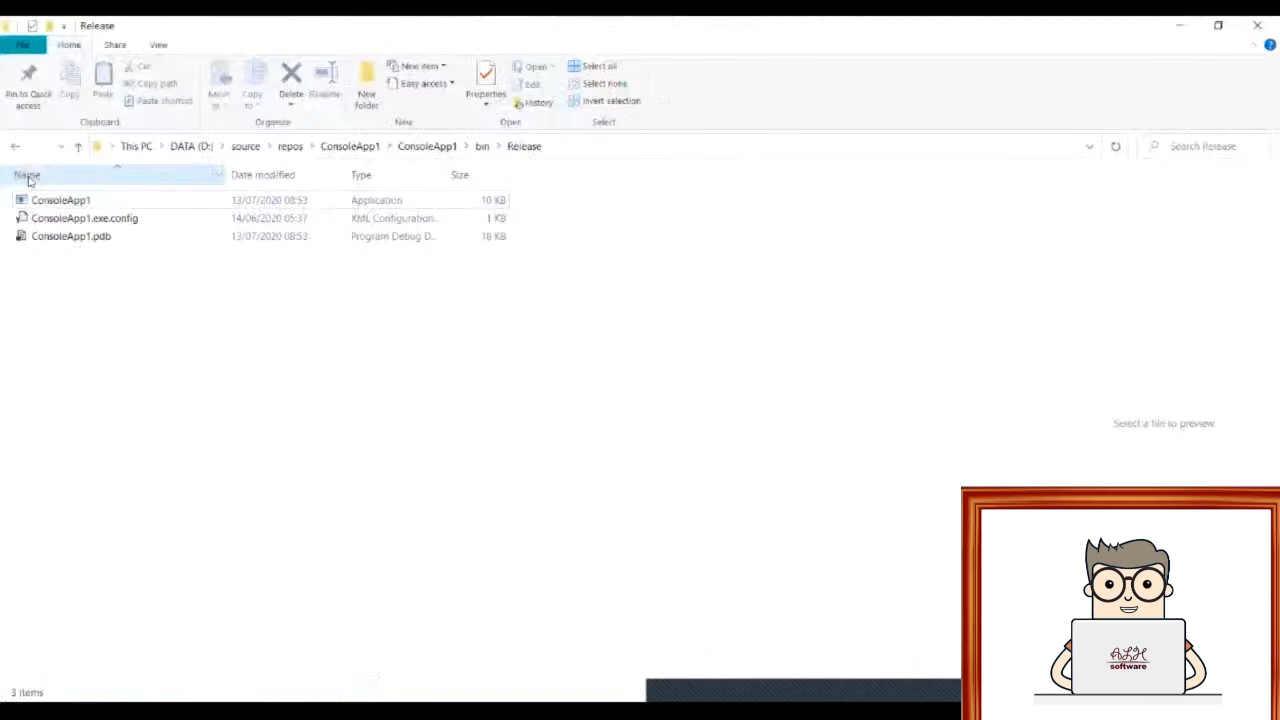 Release
File Home Share View
Pin to Quick access
Copy
Paste
Cut
Copy path
Paste shortcut
Clipboard
Move to
Copy to
Delete
Rename
Organize
New folder
New item
Easy access
New
Properties
Open
Edit
History
Open
Select all
Select none
Invert selection
Select
This PC > DATA (D:) > source > repos > ConsoleApp1 > ConsoleApp1 > bin > Release
Search Release
Name Date modified Type Size
ConsoleApp1 13/07/2020 08:53 Application 10 KB
ConsoleApp1.exe.config 14/06/2020 05:37 XML Configuration... 1 KB
ConsoleApp1.pdb 13/07/2020 08:53 Program Debug D... 18 KB
Select a file to preview.
3 items
software